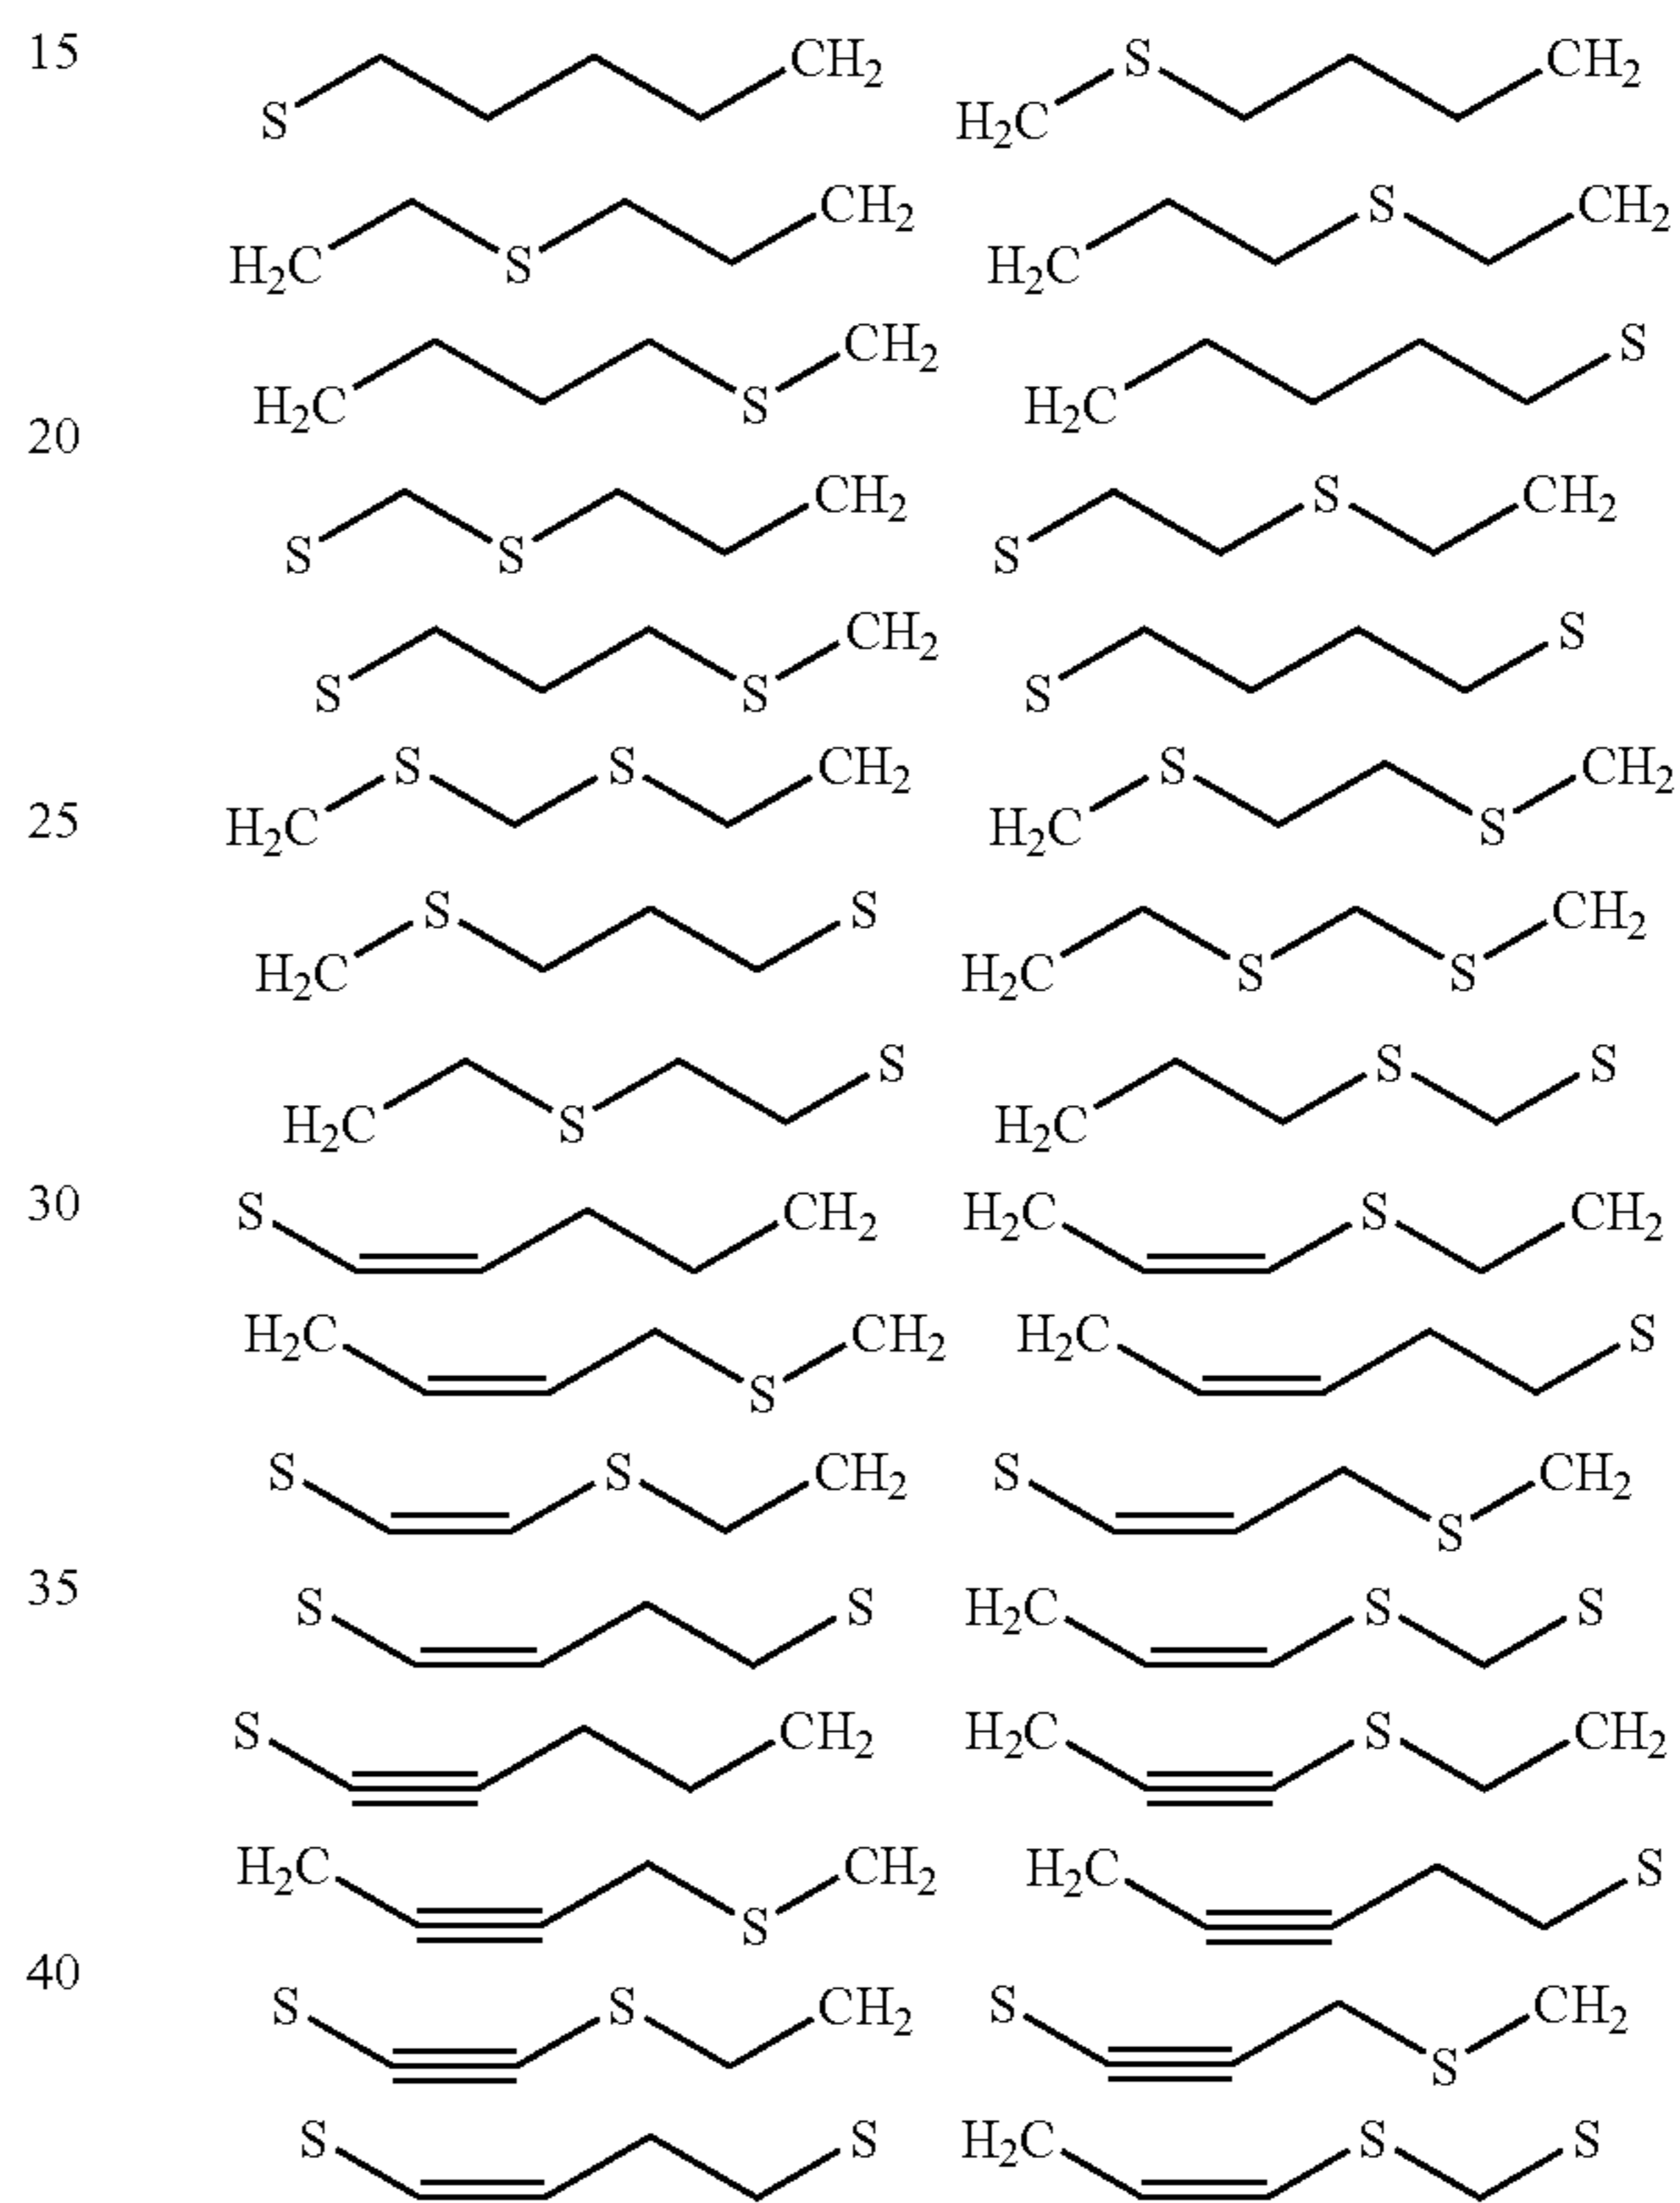 15 S CH2 H2C S CH2
H2C S CH2 H2C S CH2
H2C S CH2 H2C S
20
S S CH2 S S CH2
S S CH2 S S
H2C S S CH2 H2C S S CH2
25
H2C S S H2C S S CH2
H2C S S H2C S S
30 S CH2 H2C S CH2
H2C S CH2 H2C S
S S CH2 S S CH2
35 S S H2C S S
S CH2 H2C S CH2
H2C S CH2 H2C S
40
S S CH2 S S CH2
S S H2C S S